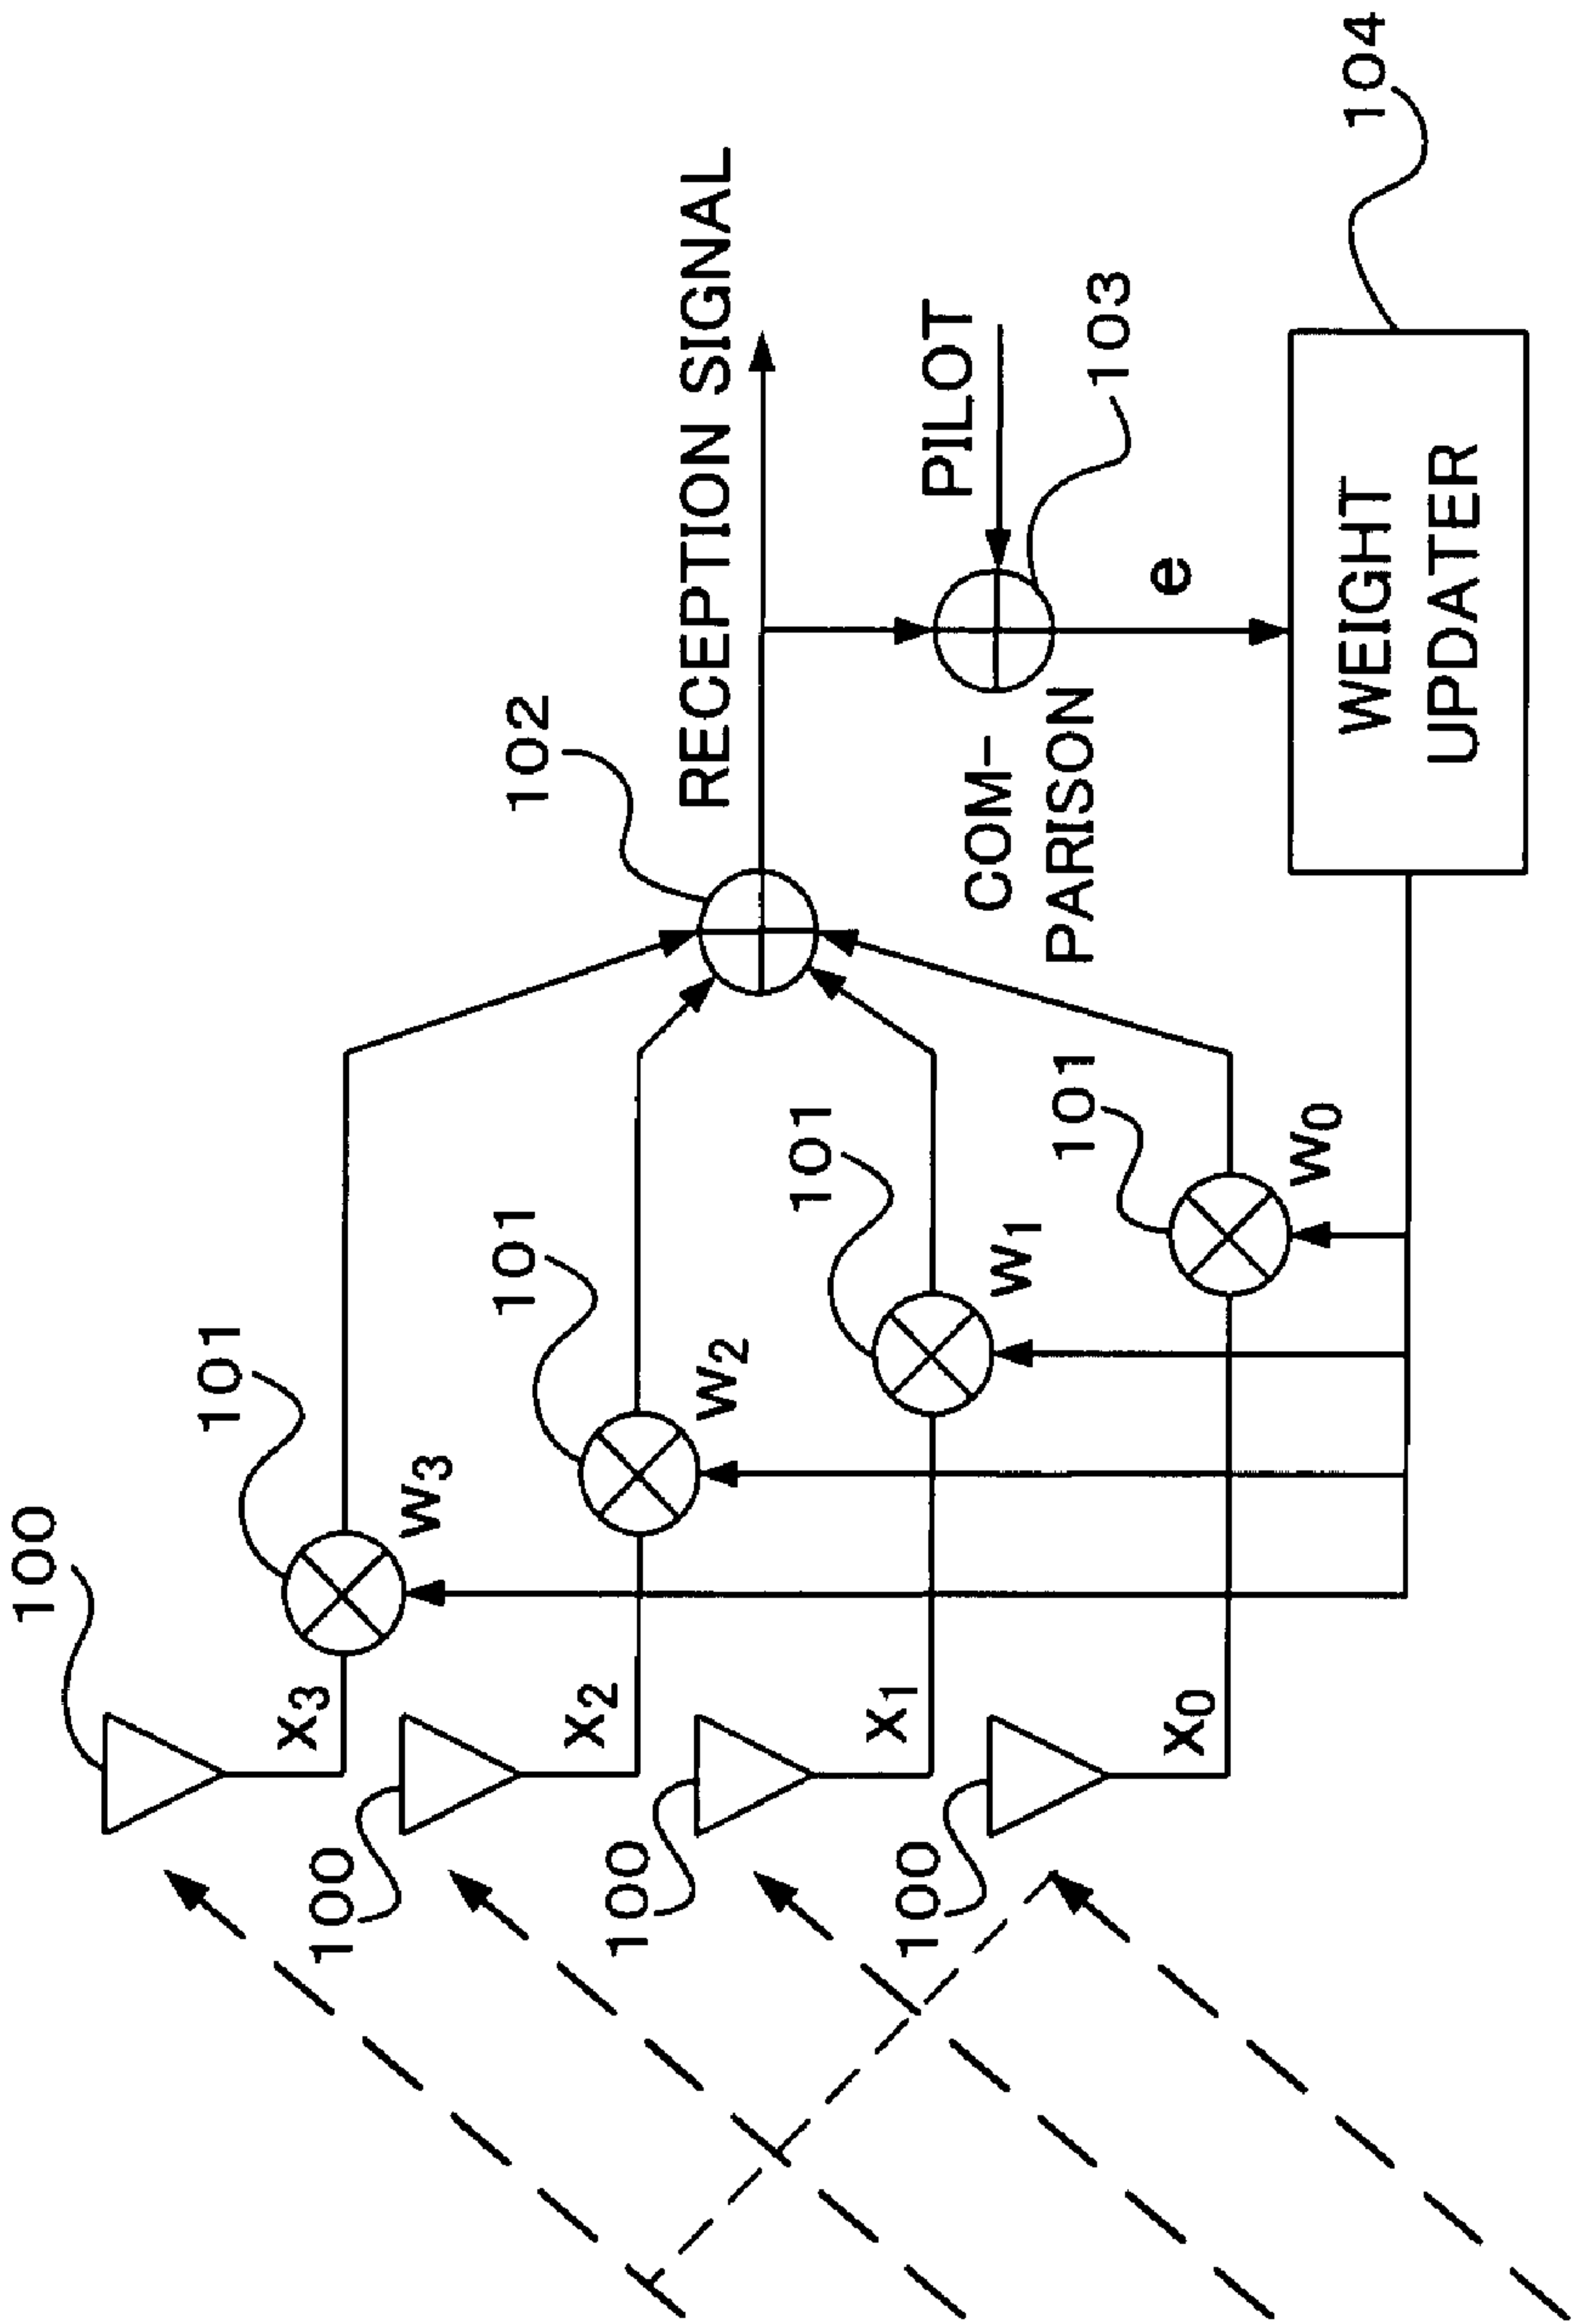 100
101
x3
w3
100
101
102
x2
w2
RECEPTION SIGNAL
100
101
x1
w1
COM-
PARISON
PILOT
103
100
101
x0
w0
e
WEIGHT
UPDATER
104